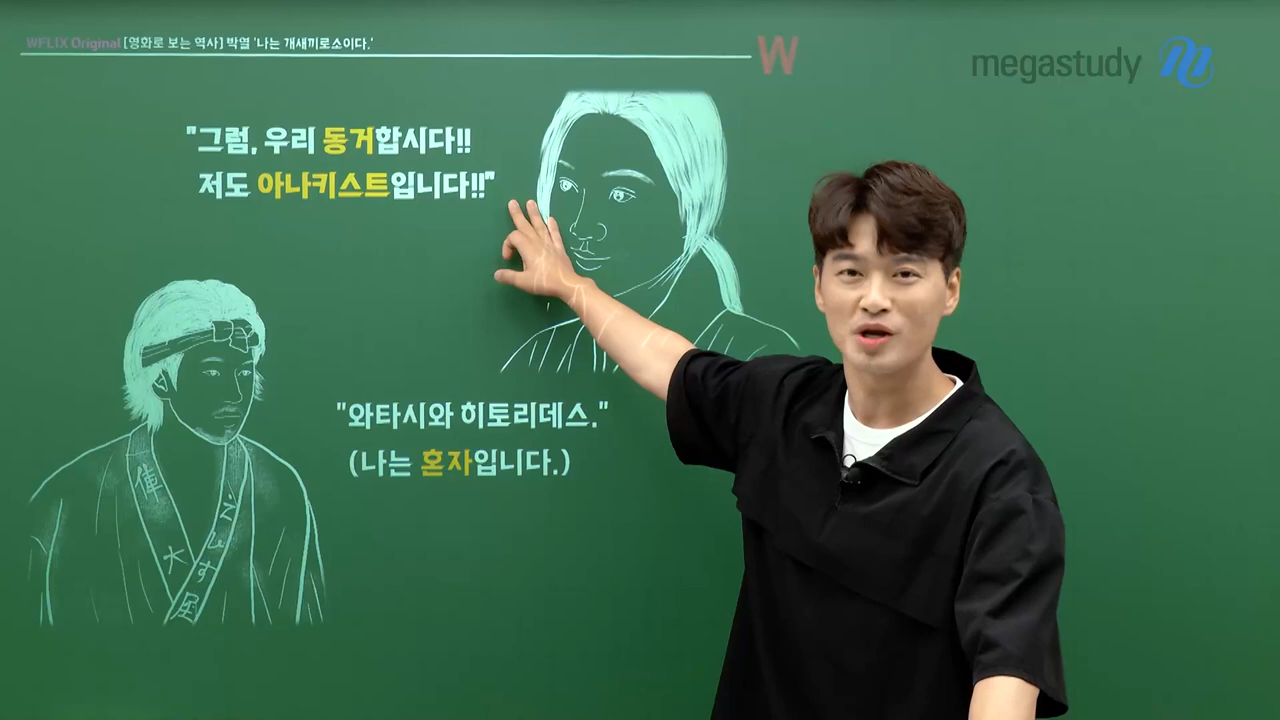 WFLIX Original [영화로 보는 역사] 박열 '나는 개새끼로소이다.'
W
megastudy
"그럼, 우리 동거합시다!!
저도 아나키스트입니다!!"
"와타시와 히토리데스."
(나는 혼자입니다.)
大